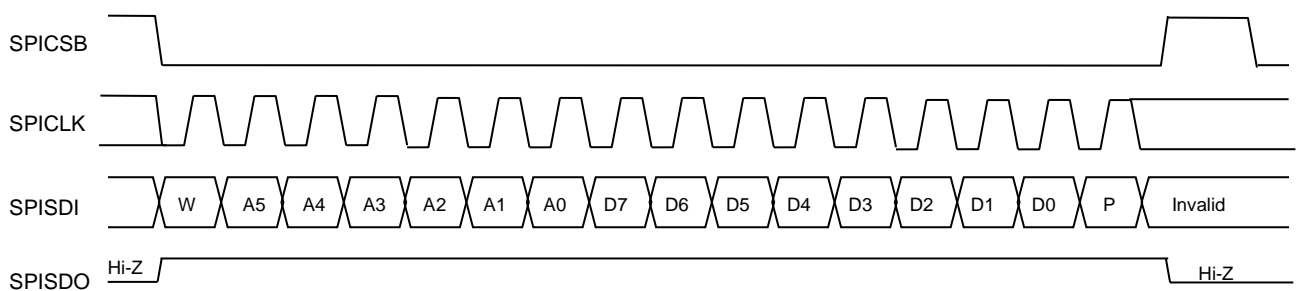 SPICSB
SPICLK
SPISDI W A5 A4 A3 A2 A1 A0 D7 D6 D5 D4 D3 D2 D1 D0 P Invalid
Hi-Z
SPISDO Hi-Z